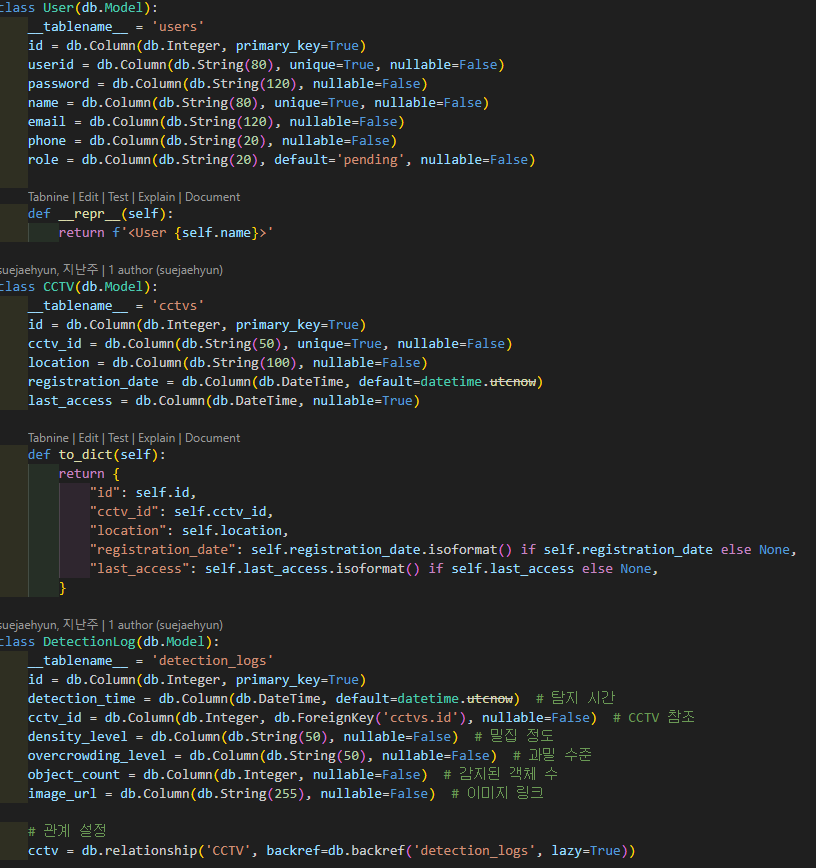 class User(db.Model):
    __tablename__ = 'users'
    id = db.Column(db.Integer, primary_key=True)
    userid = db.Column(db.String(80), unique=True, nullable=False)
    password = db.Column(db.String(120), nullable=False)
    name = db.Column(db.String(80), unique=True, nullable=False)
    email = db.Column(db.String(120), nullable=False)
    phone = db.Column(db.String(20), nullable=False)
    role = db.Column(db.String(20), default='pending', nullable=False)
    Tabnine | Edit | Test | Explain | Document
    def __repr__(self):
        return f'<User {self.name}>'
suejaehyun, 지난주 | 1 author (suejaehyun)
class CCTV(db.Model):
    __tablename__ = 'cctvs'
    id = db.Column(db.Integer, primary_key=True)
    cctv_id = db.Column(db.String(50), unique=True, nullable=False)
    location = db.Column(db.String(100), nullable=False)
    registration_date = db.Column(db.DateTime, default=datetime.utcnow)
    last_access = db.Column(db.DateTime, nullable=True)
    Tabnine | Edit | Test | Explain | Document
    def to_dict(self):
        return {
            "id": self.id,
            "cctv_id": self.cctv_id,
            "location": self.location,
            "registration_date": self.registration_date.isoformat() if self.registration_date else None,
            "last_access": self.last_access.isoformat() if self.last_access else None,
        }
suejaehyun, 지난주 | 1 author (suejaehyun)
class DetectionLog(db.Model):
    __tablename__ = 'detection_logs'
    id = db.Column(db.Integer, primary_key=True)
    detection_time = db.Column(db.DateTime, default=datetime.utcnow)  # 탐지 시간
    cctv_id = db.Column(db.Integer, db.ForeignKey('cctvs.id'), nullable=False)  # CCTV 참조
    density_level = db.Column(db.String(50), nullable=False)  # 밀집 정도
    overcrowding_level = db.Column(db.String(50), nullable=False)  # 과밀 수준
    object_count = db.Column(db.Integer, nullable=False)  # 감지된 객체 수
    image_url = db.Column(db.String(255), nullable=False)  # 이미지 링크
    # 관계 설정
    cctv = db.relationship('CCTV', backref=db.backref('detection_logs', lazy=True))